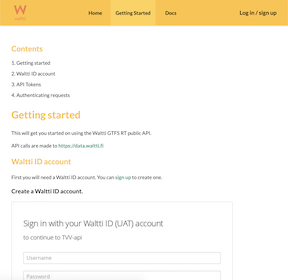 W
WALTTI
Home
Getting Started
Docs
Log in / sign up
Contents
1. Getting started
2. Waltti ID account
3. API Tokens
4. Authenticating requests
Getting started
This will get you started on using the Waltti GTFS RT public API.
API calls are made to https://data.waltti.fi
Waltti ID account
First you will need a Waltti ID account. You can sign up to create one.
Create a Waltti ID account.
Sign in with your Waltti ID (UAT) account
to continue to TVV-api
Username
Password